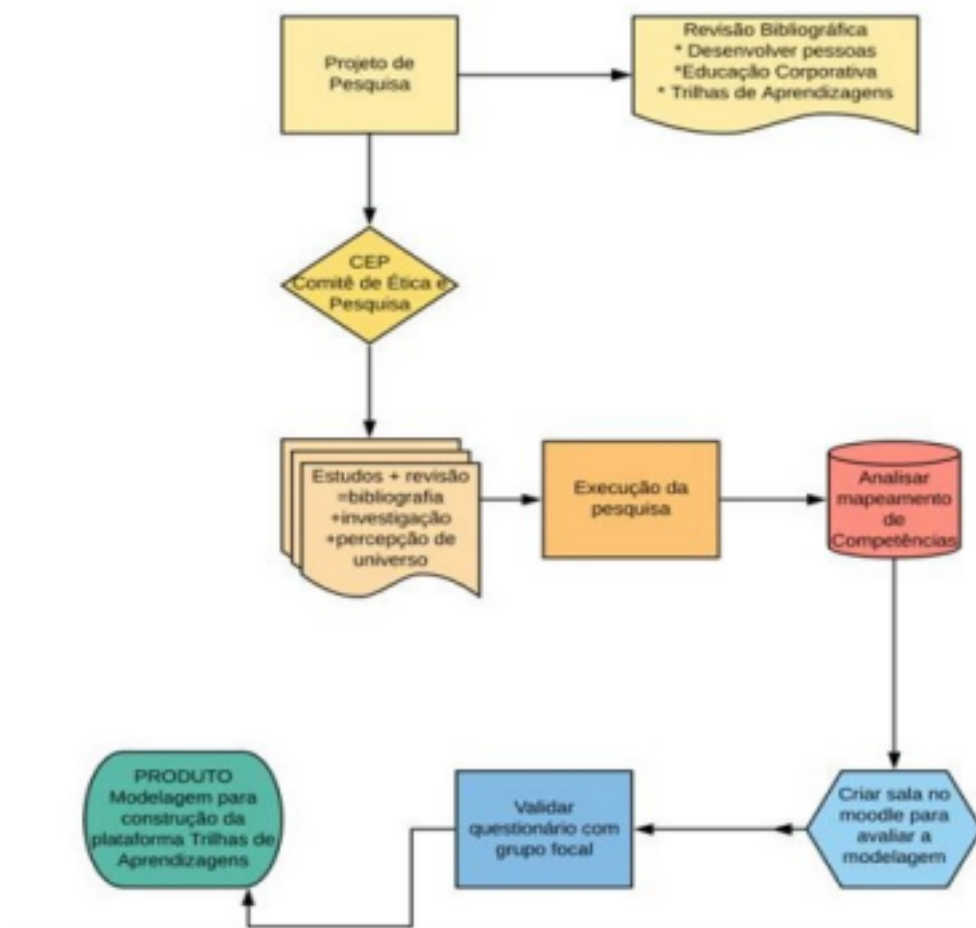 Projeto de
Pesquisa
Revisão Bibliográfica
* Desenvolver pessoas
*Educação Corporativa
* Trilhas de Aprendizagens
CEP
Comitê de Ética e
Pesquisa
Estudos + revisão
=bibliografia
+investigação
+percepção de
universo
Execução da
pesquisa
Analisar
mapeamento
de
Competências
Criar sala no
moodle para
avaliar a
modelagem
Validar
questionário com
grupo focal
PRODUTO
Modelagem para
construção da
plataforma Trilhas de
Aprendizagens